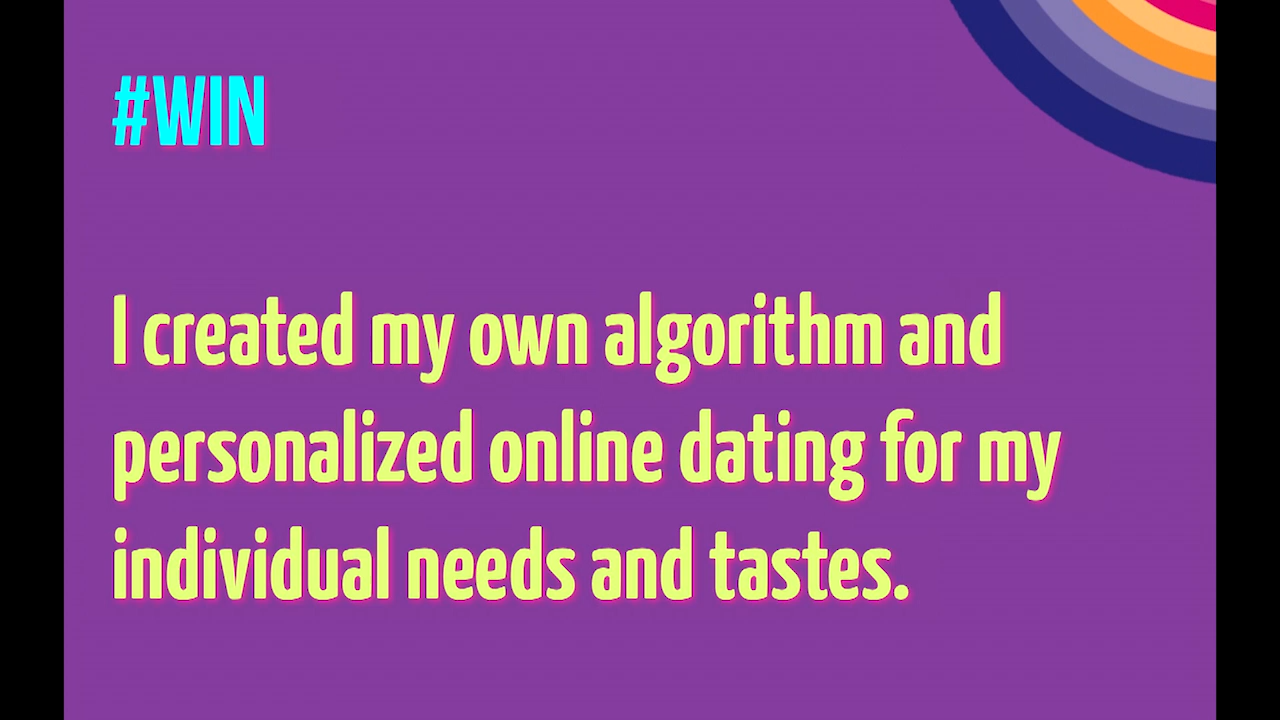 #WIN
I created my own algorithm and
personalized online dating for my
individual needs and tastes.